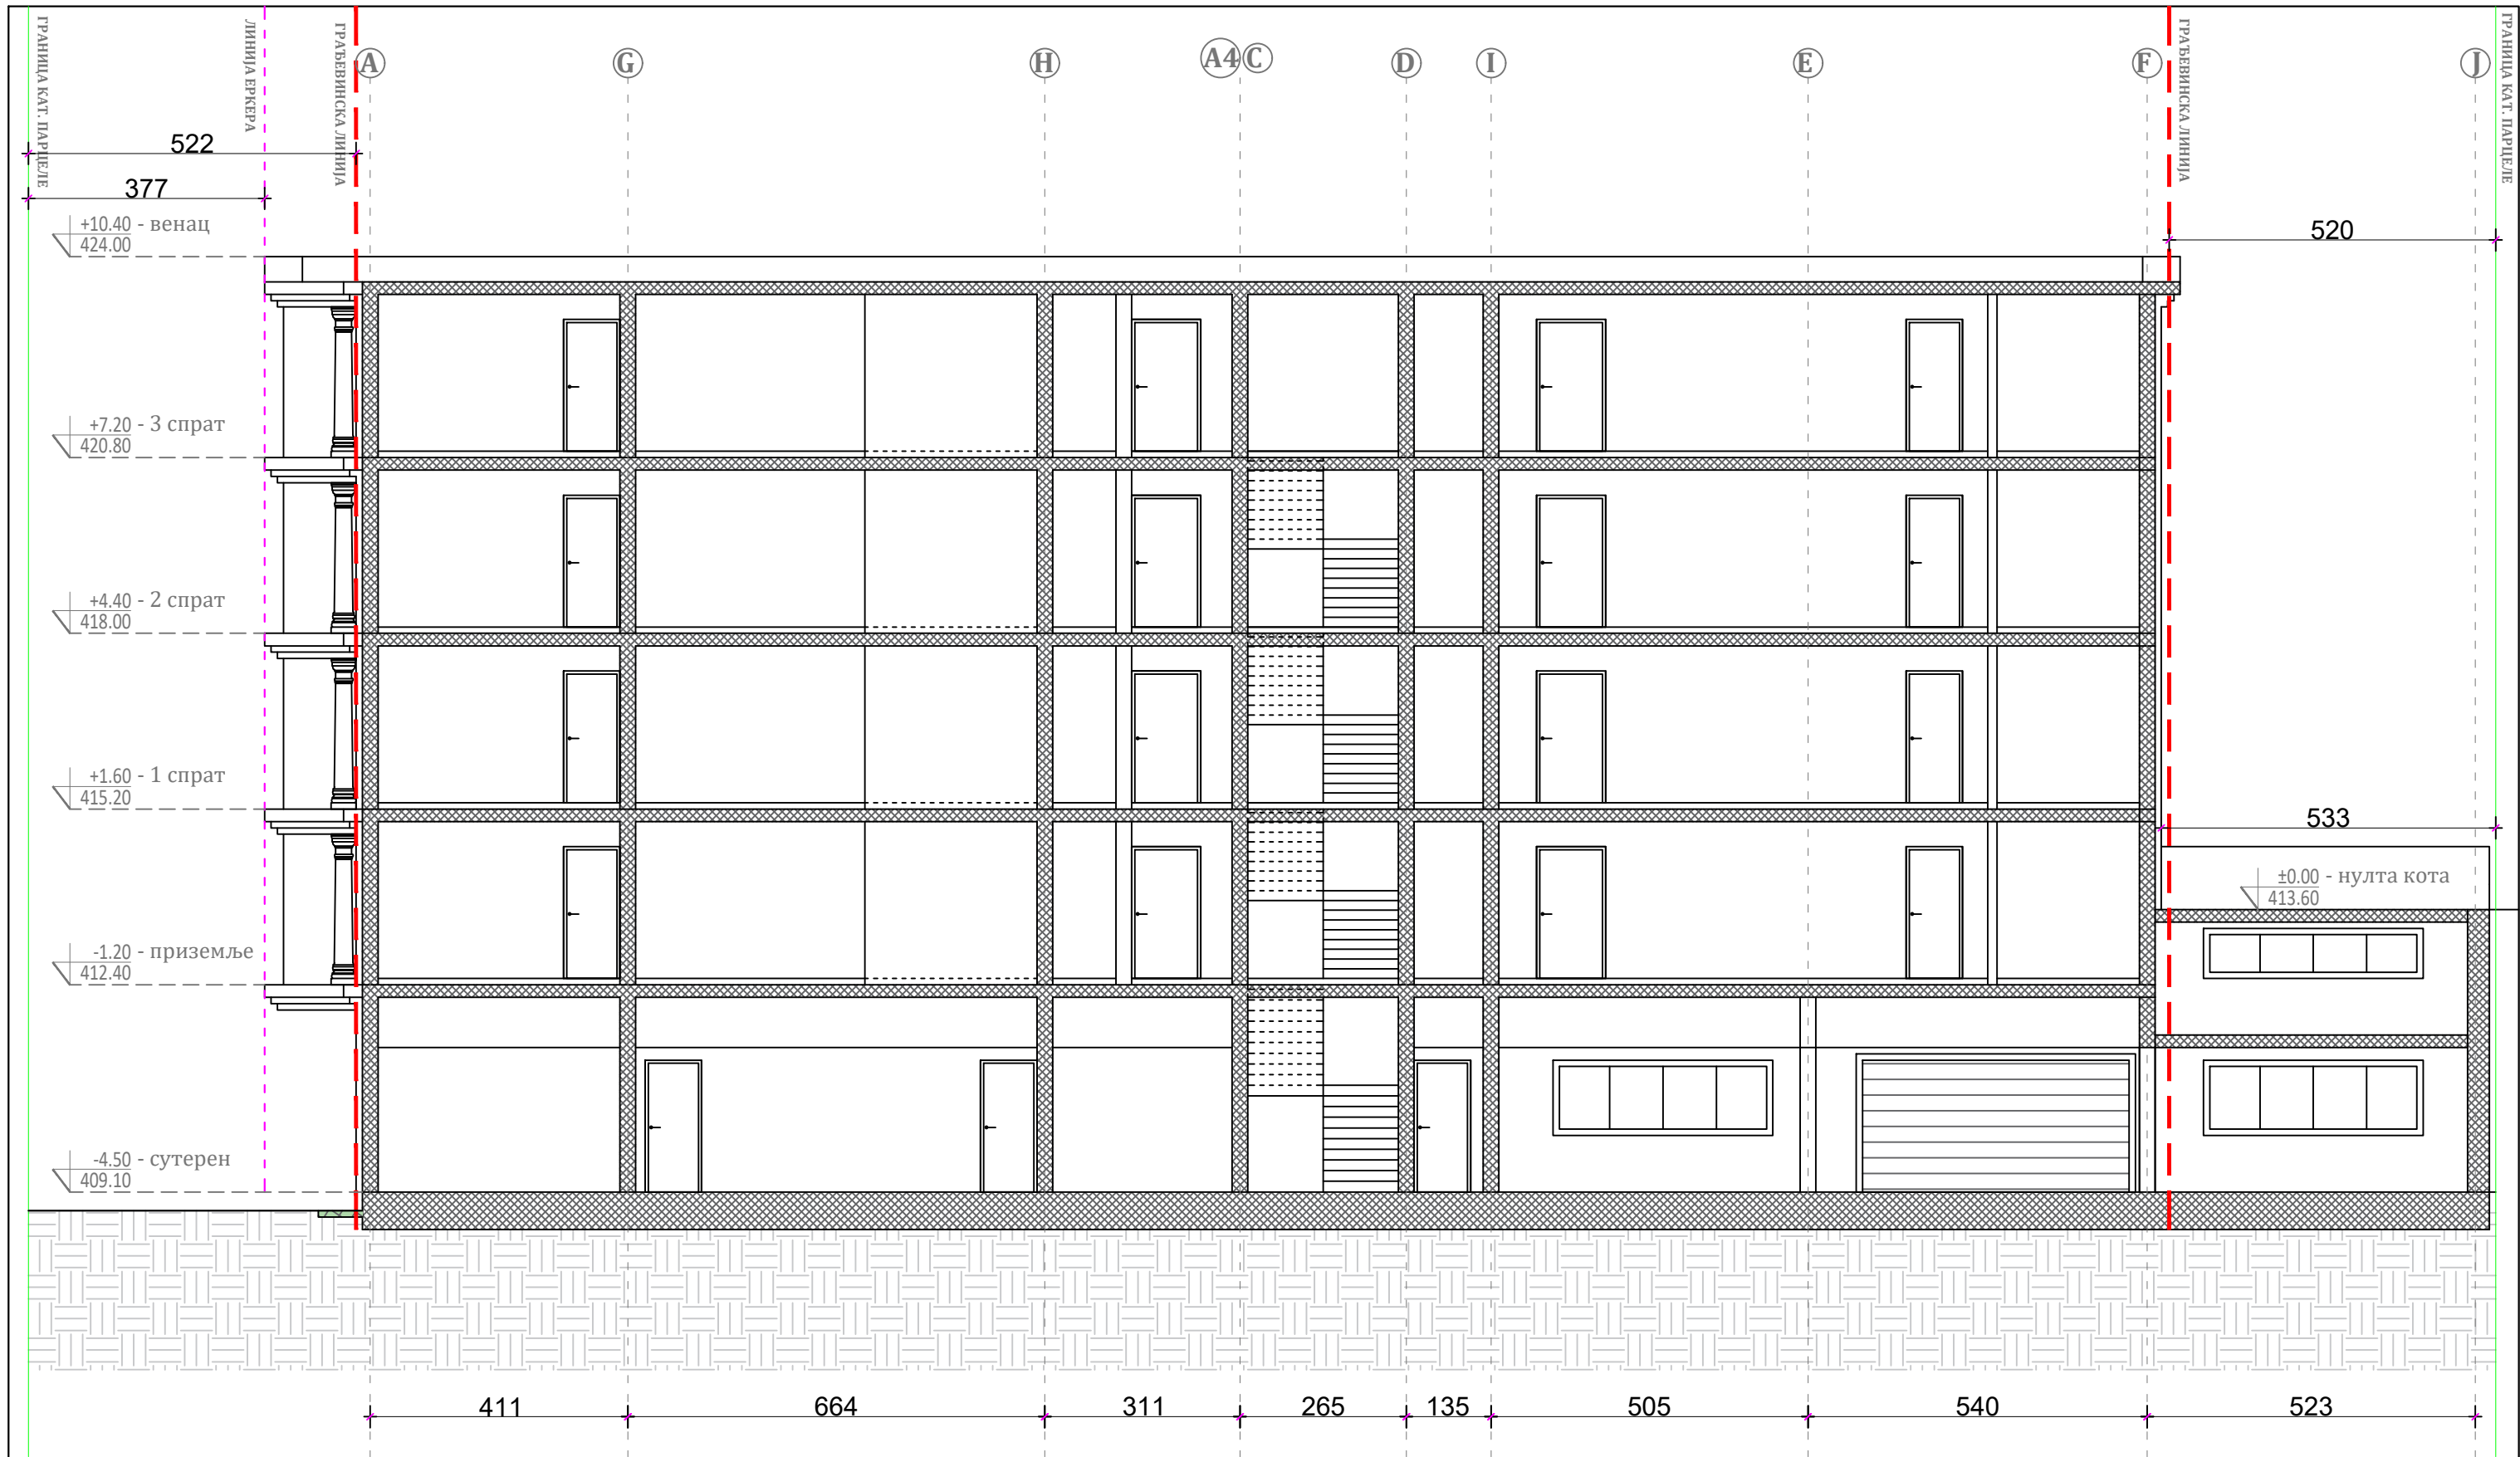 ГРАНИЦА КАТ. ПАРЦЕЛЕ
ЛИНИЈА ЕРКЕРА
ГРАЂЕВИНСКА ЛИНИЈА
A
G
H
A4
C
D
I
E
F
ГРАЂЕВИНСКА ЛИНИЈА
J
ГРАНИЦА КАТ. ПАРЦЕЛЕ
522
377
520
+10.40 - венац
424.00
+7.20 - 3 спрат
420.80
+4.40 - 2 спрат
418.00
+1.60 - 1 спрат
415.20
533
±0.00 - нулта кота
413.60
-1.20 - приземље
412.40
-4.50 - сутерен
409.10
411
664
311
265
135
505
540
523